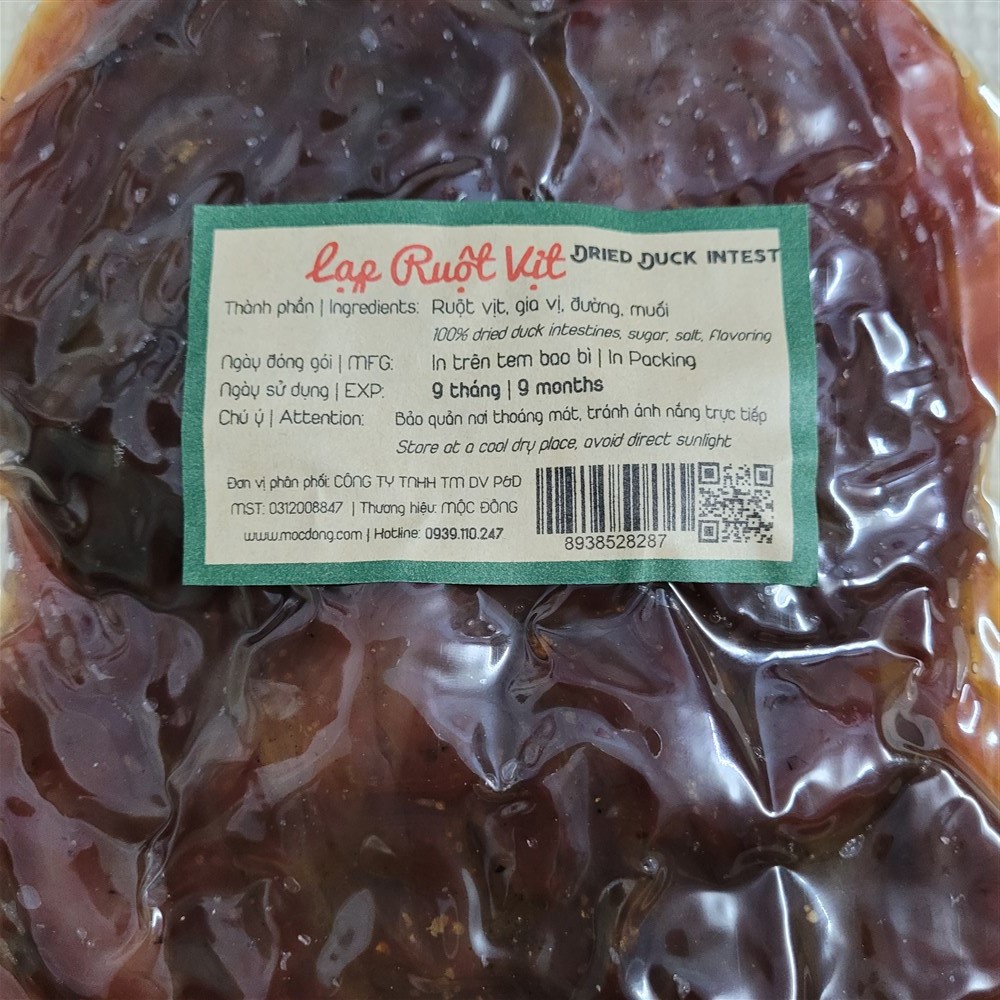 Lạp Ruột Vịt DRIED DUCK INTEST
Thành phần | Ingredients: Ruột vịt, gia vị, đường, muối
100% dried duck intestines, sugar, salt, flavoring
Ngày đóng gói | MFG: In trên tem bao bì | In Packing
Ngày sử dụng | EXP: 9 tháng | 9 months
Chú ý | Attention: Bảo quản nơi thoáng mát, tránh ánh nắng trực tiếp
Store at a cool dry place, avoid direct sunlight
Đơn vị phân phối: CÔNG TY TNHH TM DV P&D
MST: 0312008847 | Thương hiệu: MỘC ĐÔNG
www.mocdong.com | Hotline: 0939.110.247
8938528287